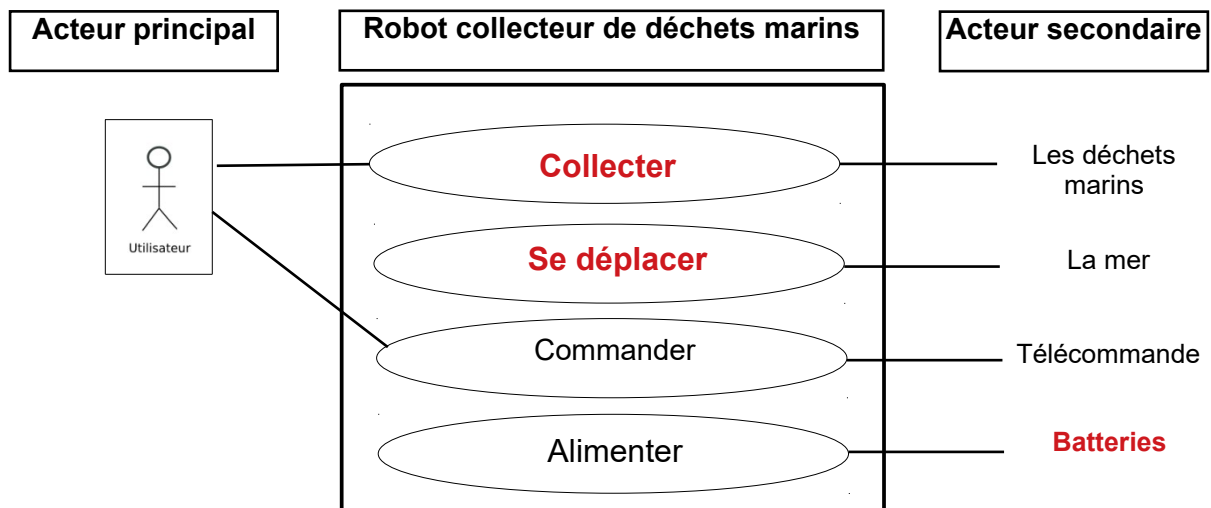 Acteur principal
Robot collecteur de déchets marins
Acteur secondaire
Utilisateur
Collecter
Les déchets
marins
Se déplacer
La mer
Commander
Télécommande
Alimenter
Batteries